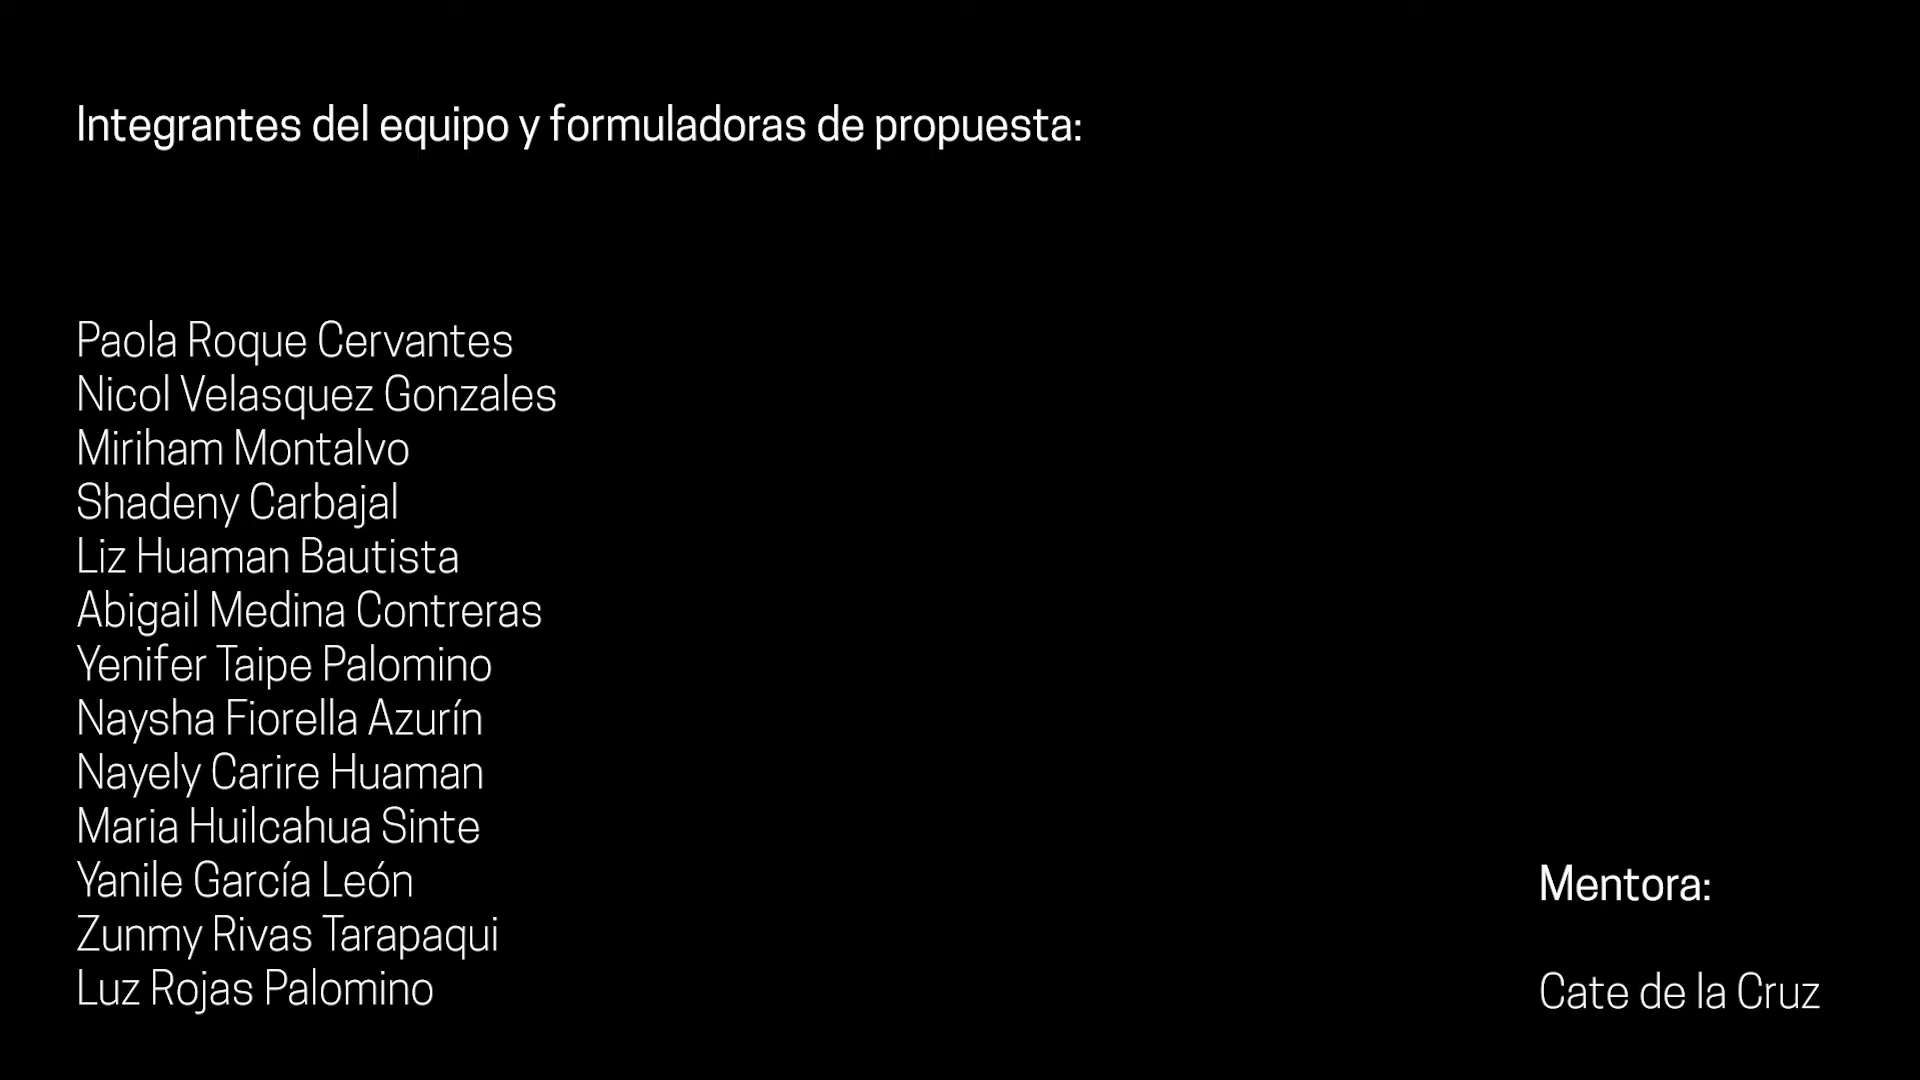 Integrantes del equipo y formuladoras de propuesta:
Paola Roque Cervantes
Nicol Velasquez Gonzales
Miriham Montalvo
Shadeny Carbajal
Liz Huaman Bautista
Abigail Medina Contreras
Yenifer Taipe Palomino
Naysha Fiorella Azurín
Nayely Carire Huaman
Maria Huilcahua Sinte
Yanile García León
Zunmy Rivas Tarapaqui
Luz Rojas Palomino
Mentora:
Cate de la Cruz